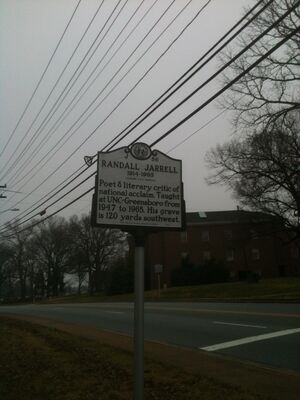 RANDALL JARRELL
1914-1965
Poet & literary critic of
national acclaim. Taught
at UNC-Greensboro from
1947 to 1965. His grave
is 120 yards southwest.